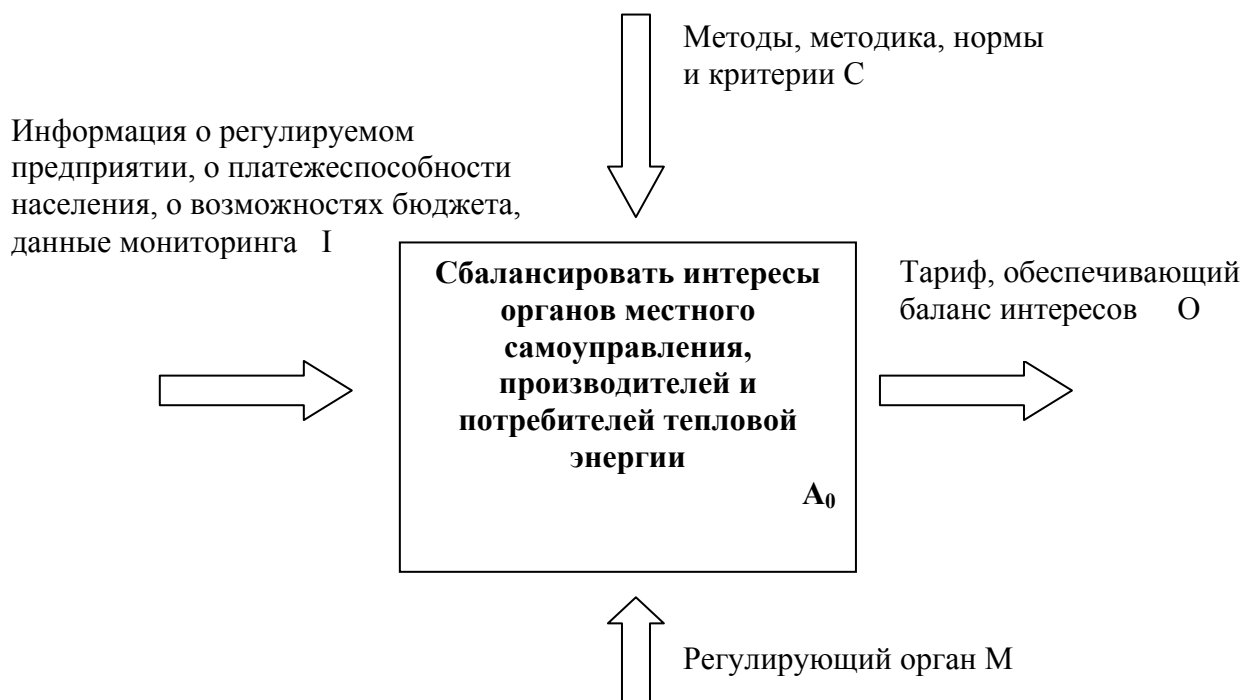 Методы, методика, нормы
и критерии C
Информация о регулируемом
предприятии, о платежеспособности
населения, о возможностях бюджета,
данные мониторинга I
Сбалансировать интересы
органов местного
самоуправления,
производителей и
потребителей тепловой
энергии
A₀
Тариф, обеспечивающий
баланс интересов O
Регулирующий орган M